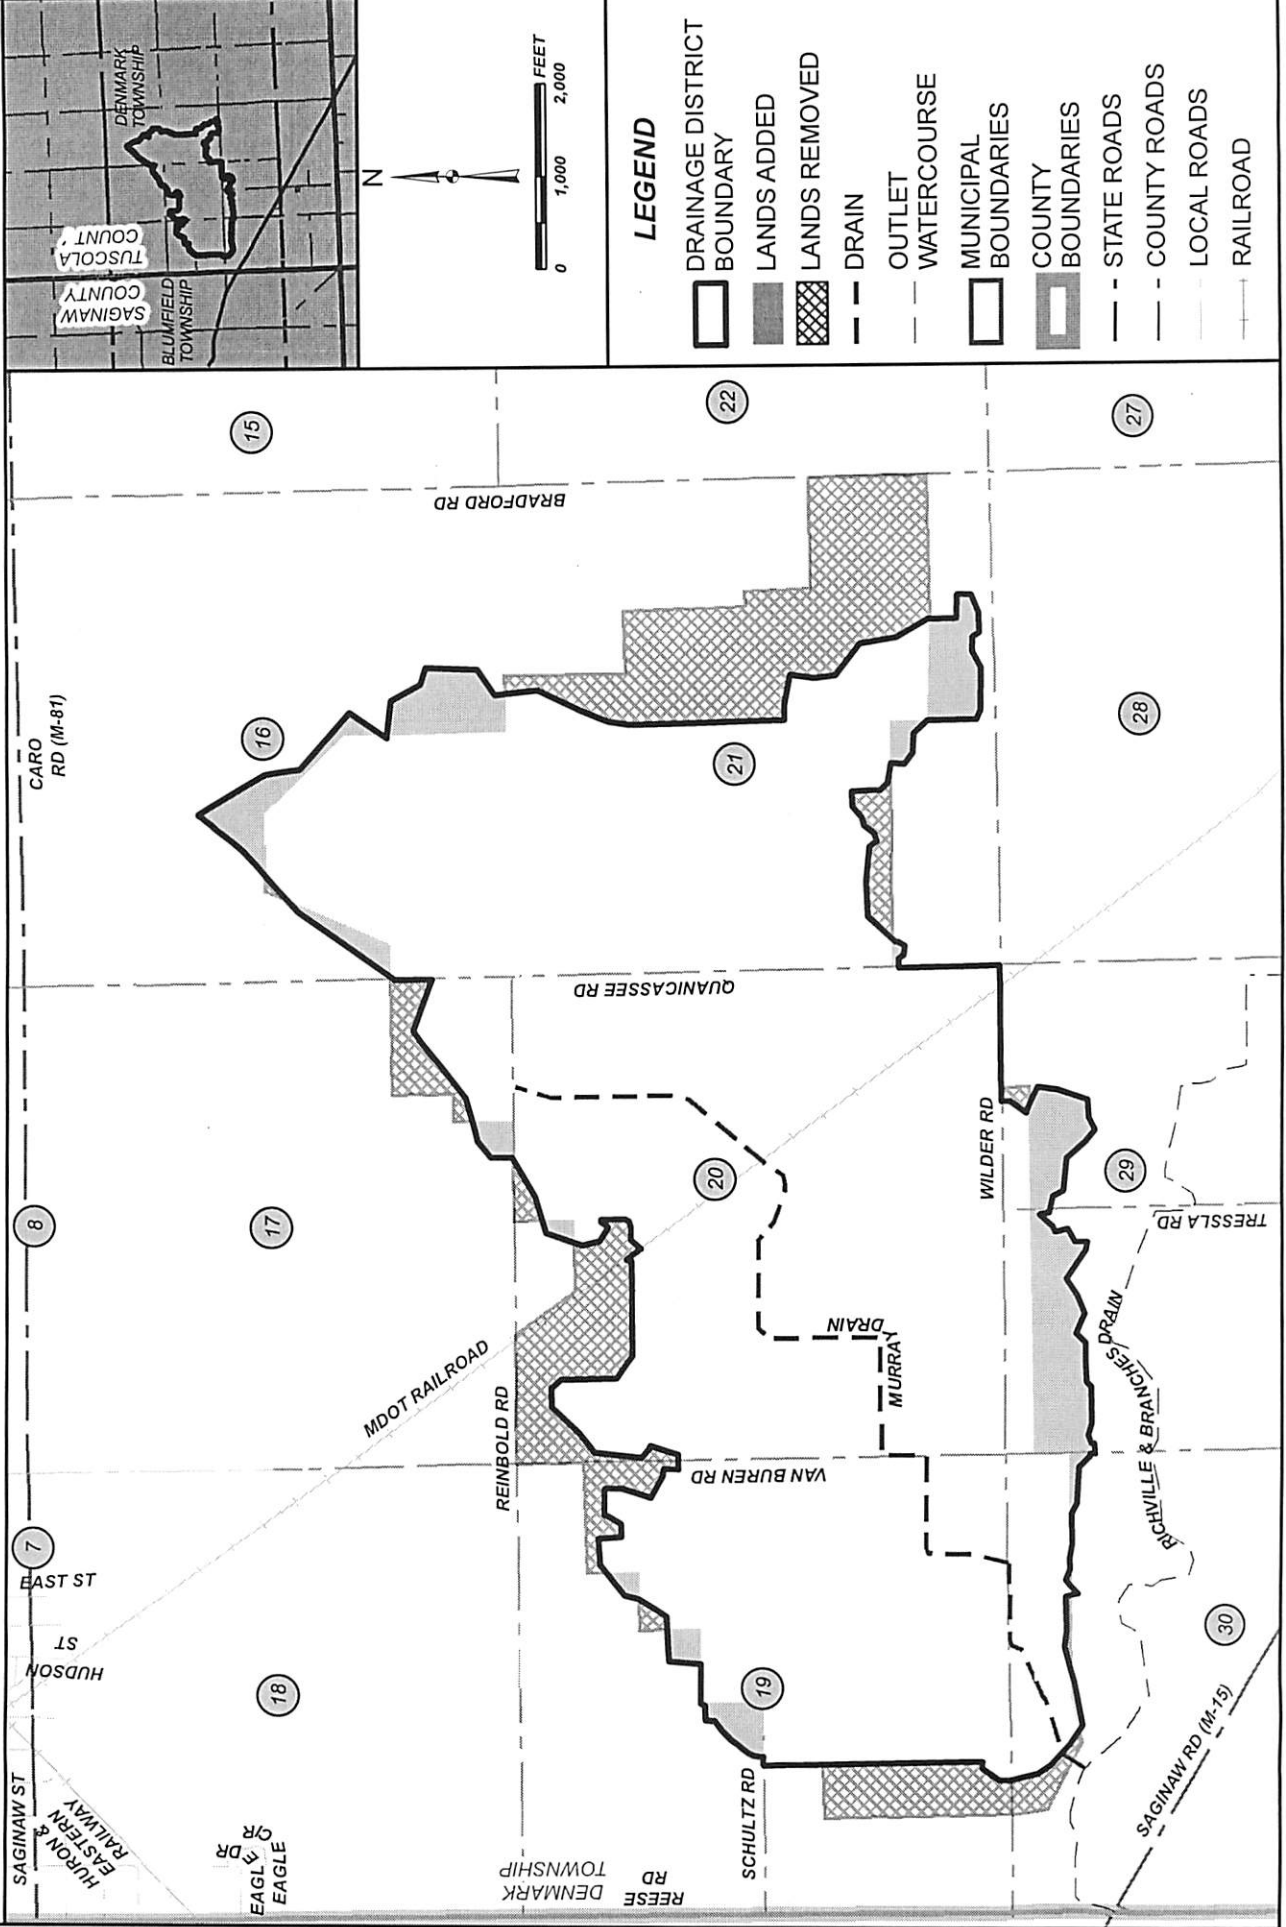 SAGINAW
COUNTY
TUSCOLA
COUNT
BLUMFIELD
TOWNSHIP
DENMARK
TOWNSHIP
N
0
1,000
2,000
FEET
LEGEND
DRAINAGE DISTRICT
BOUNDARY
LANDS ADDED
LANDS REMOVED
DRAIN
OUTLET
WATERCOURSE
MUNICIPAL
BOUNDARIES
COUNTY
BOUNDARIES
STATE ROADS
COUNTY ROADS
LOCAL ROADS
RAILROAD
SAGINAW ST
HURON &
EASTERN
RAILWAY
HUDSON
ST
EAST ST
7
8
CARO
RD (M-81)
EAGLE DR
EAGLE
CIR
18
17
16
15
MDOT RAILROAD
BRADFORD RD
REINBOLD RD
DENMARK
TOWNSHIP
REESE
RD
QUANICASSEE RD
VAN BUREN RD
SCHULTZ RD
19
20
21
22
MURRAY
DRAIN
WILDER RD
TRESSLA RD
RICHVILLE & BRANCHES DRAIN
SAGINAW RD (M-15)
30
29
28
27